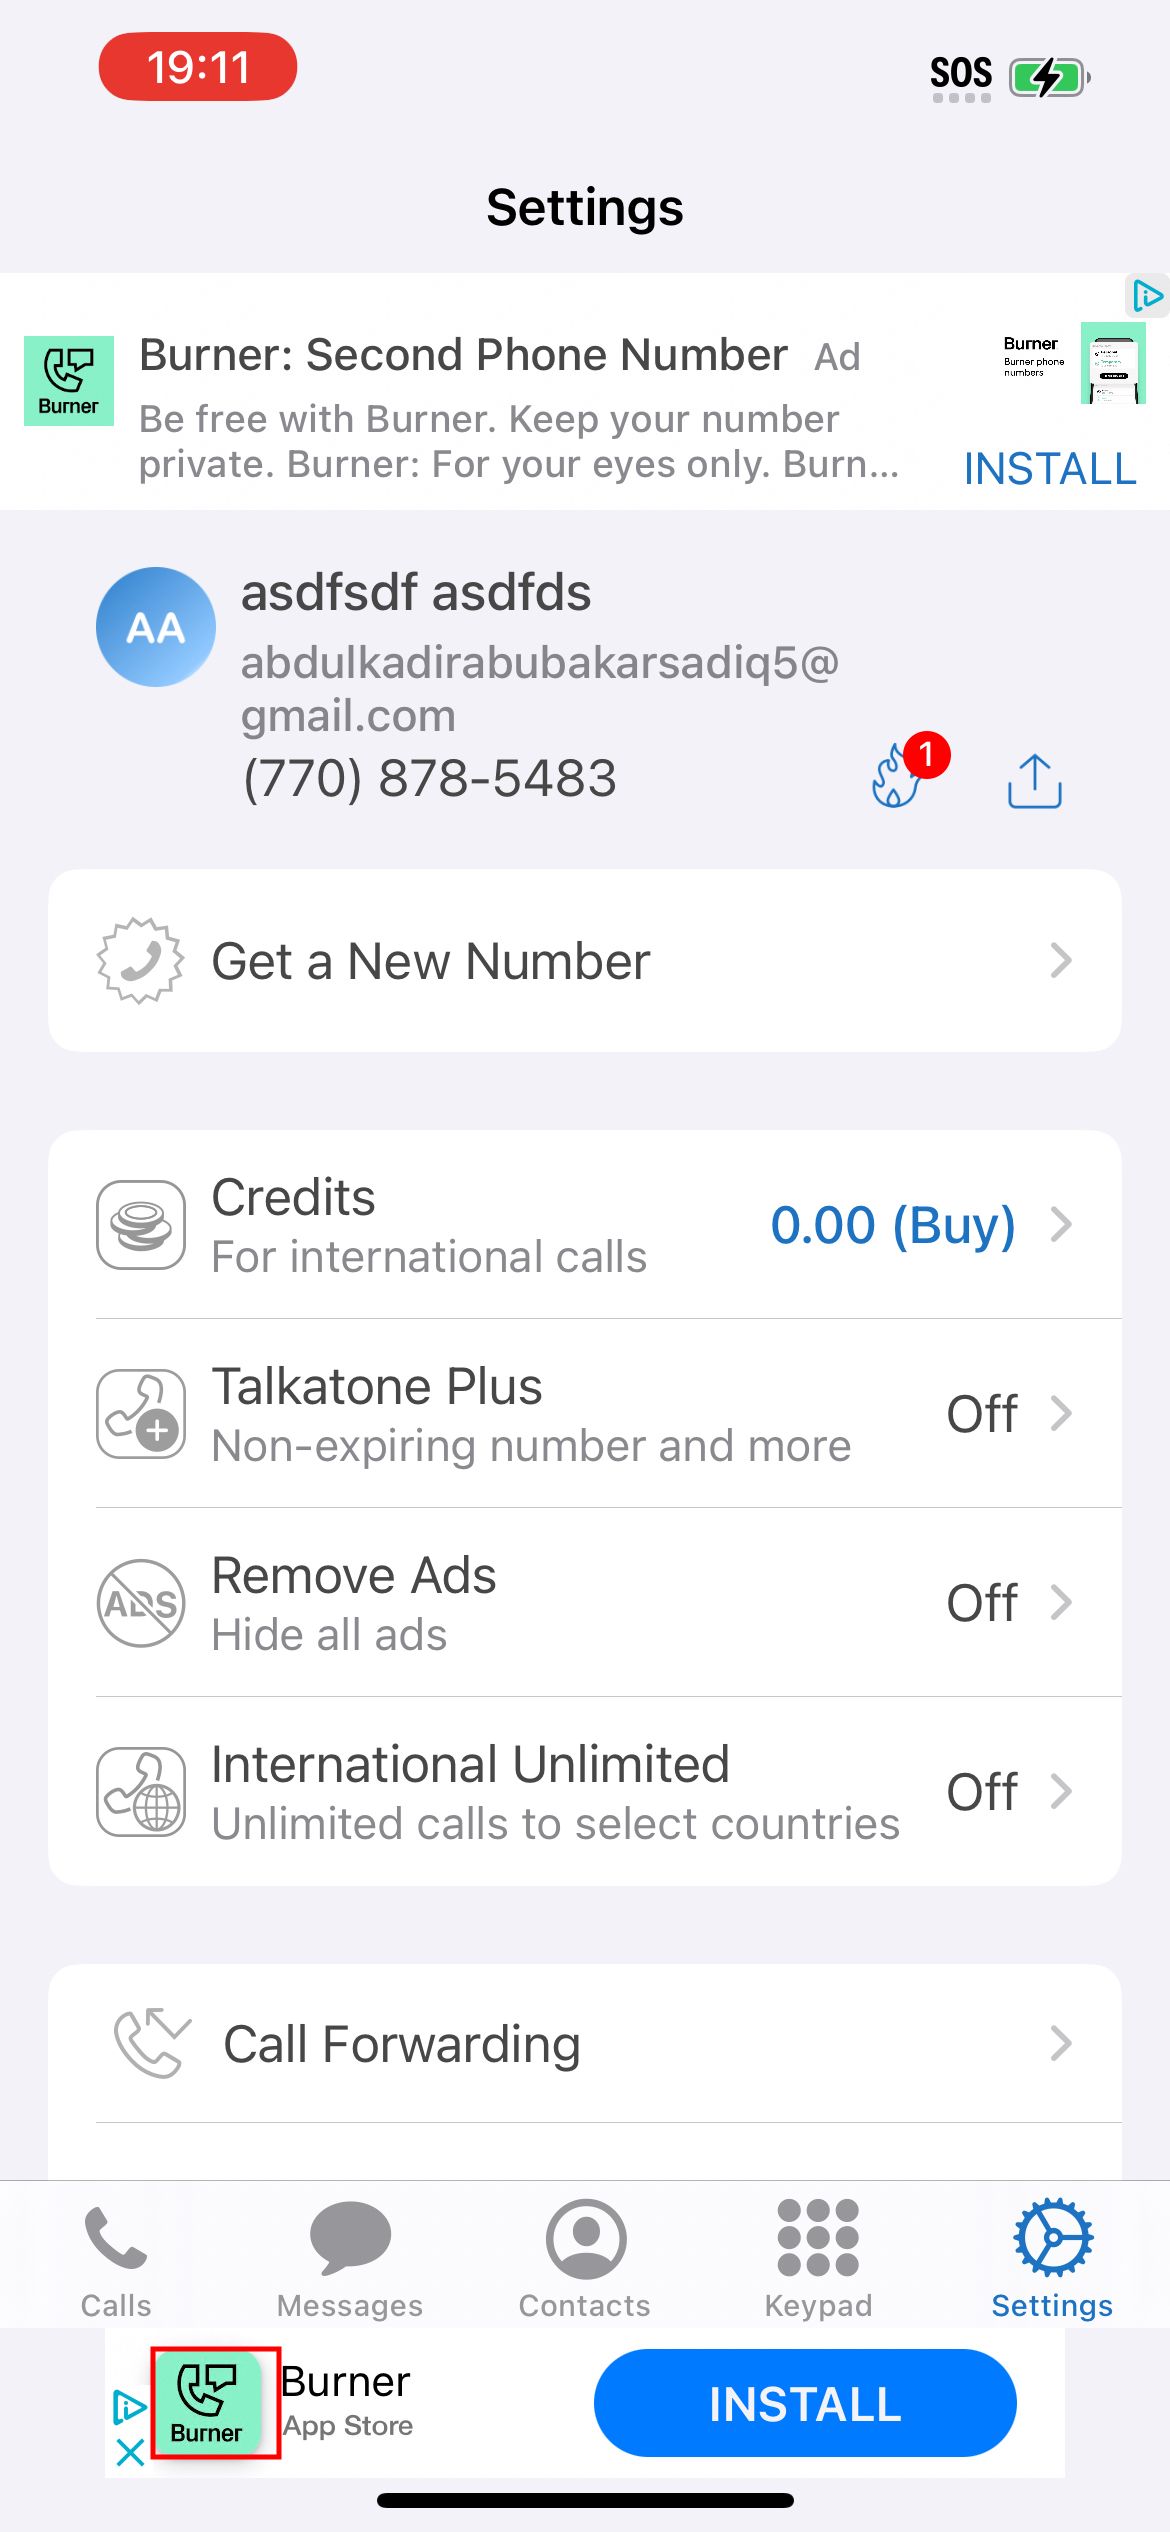 19:11
SOS
Settings
Burner: Second Phone Number Ad
Be free with Burner. Keep your number
private. Burner: For your eyes only. Burn...
Burner
Burner
Burner phone
numbers
INSTALL
AA
asdfsdf asdfds
abdulkadirabubakarsadiq5@
gmail.com
(770) 878-5483
1
Get a New Number
Credits
For international calls
0.00 (Buy)
Talkatone Plus
Non-expiring number and more
Off
ADS
Remove Ads
Hide all ads
Off
International Unlimited
Unlimited calls to select countries
Off
Call Forwarding
Calls
Messages
Contacts
Keypad
Settings
Burner
Burner
App Store
INSTALL